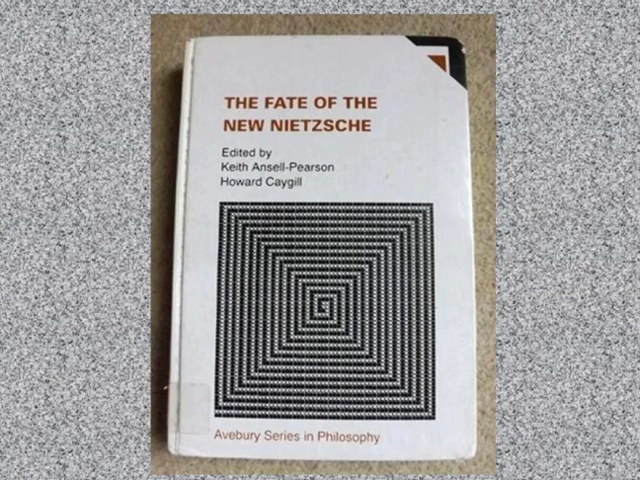 THE FATE OF THE
NEW NIETZSCHE
Edited by
Keith Ansell-Pearson
Howard Caygill
Avebury Series in Philosophy